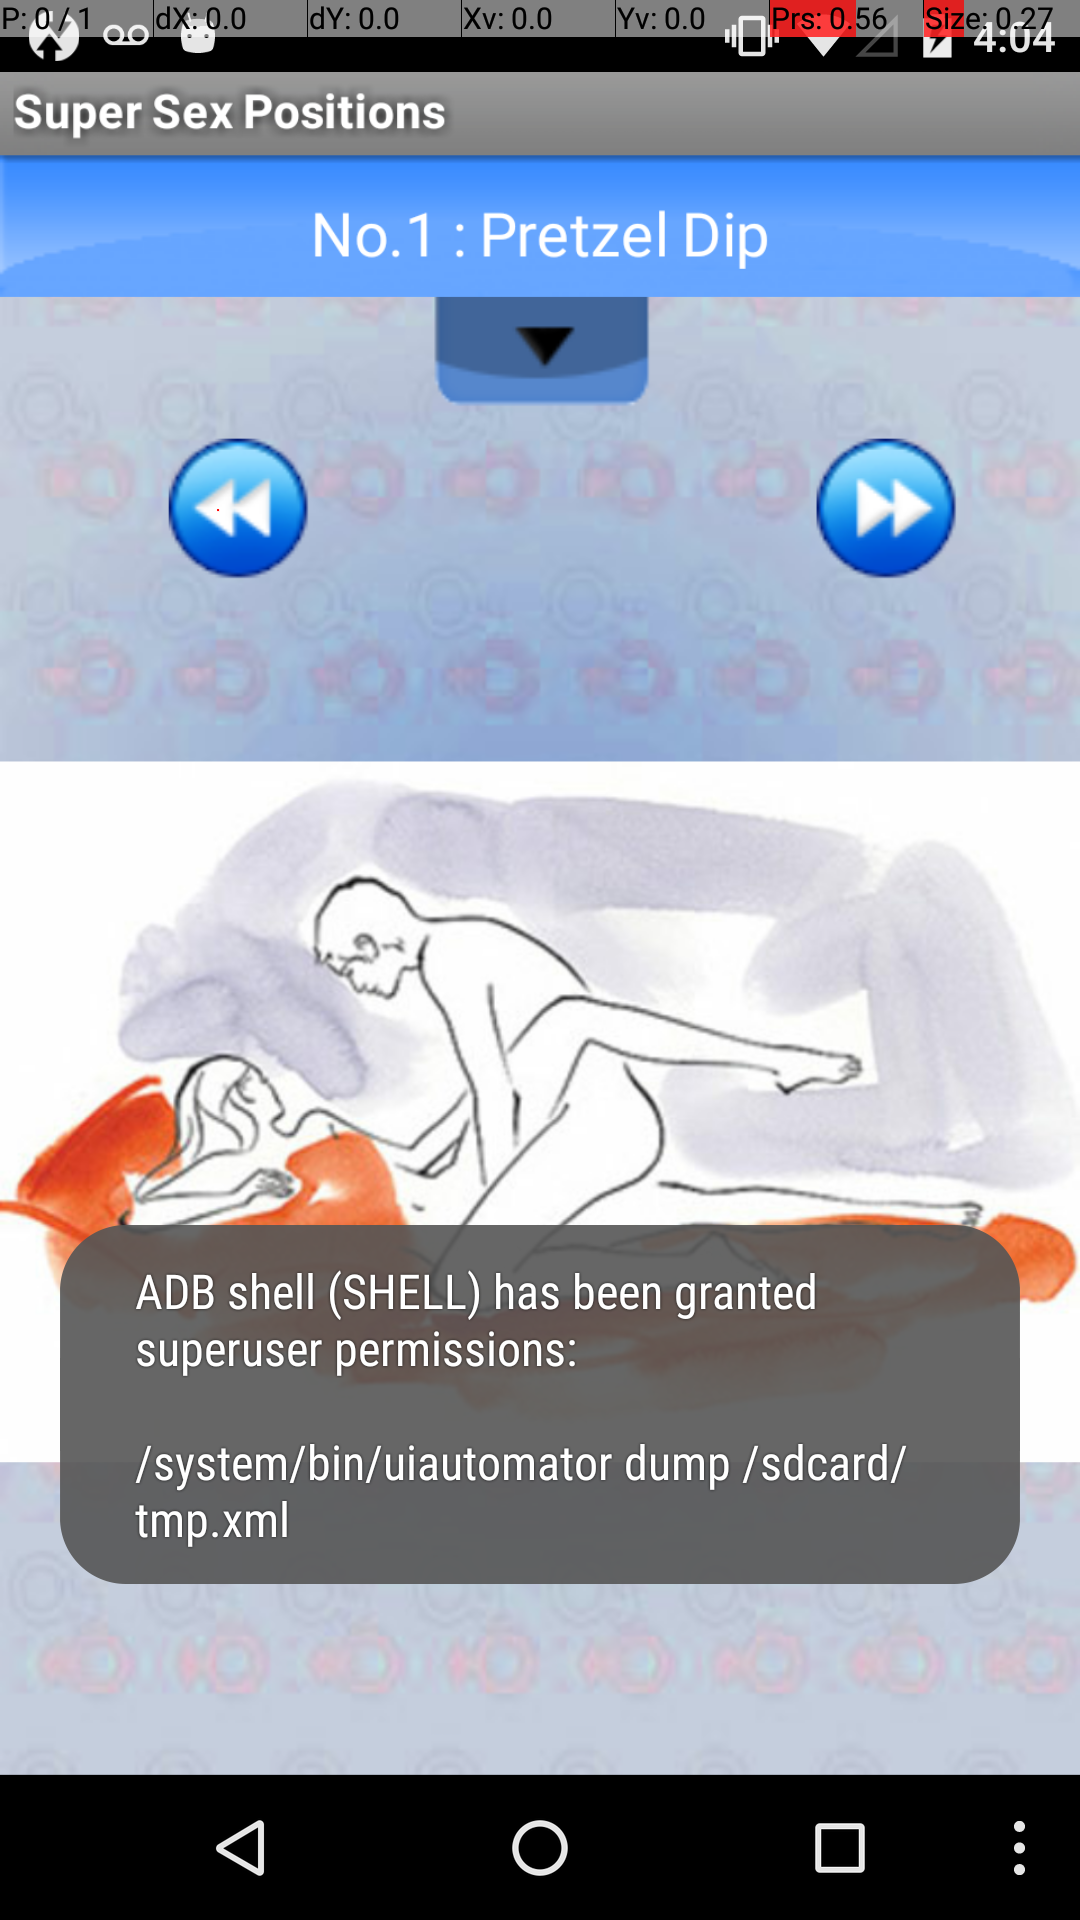 P: 0 / 1 dX: 0.0 dY: 0.0 Xv: 0.0 Yv: 0.0 Prs: 0.56 Size: 0.27
4:04
Super Sex Positions
No.1 : Pretzel Dip
ADB shell (SHELL) has been granted
superuser permissions:
/system/bin/uiautomator dump /sdcard/
tmp.xml